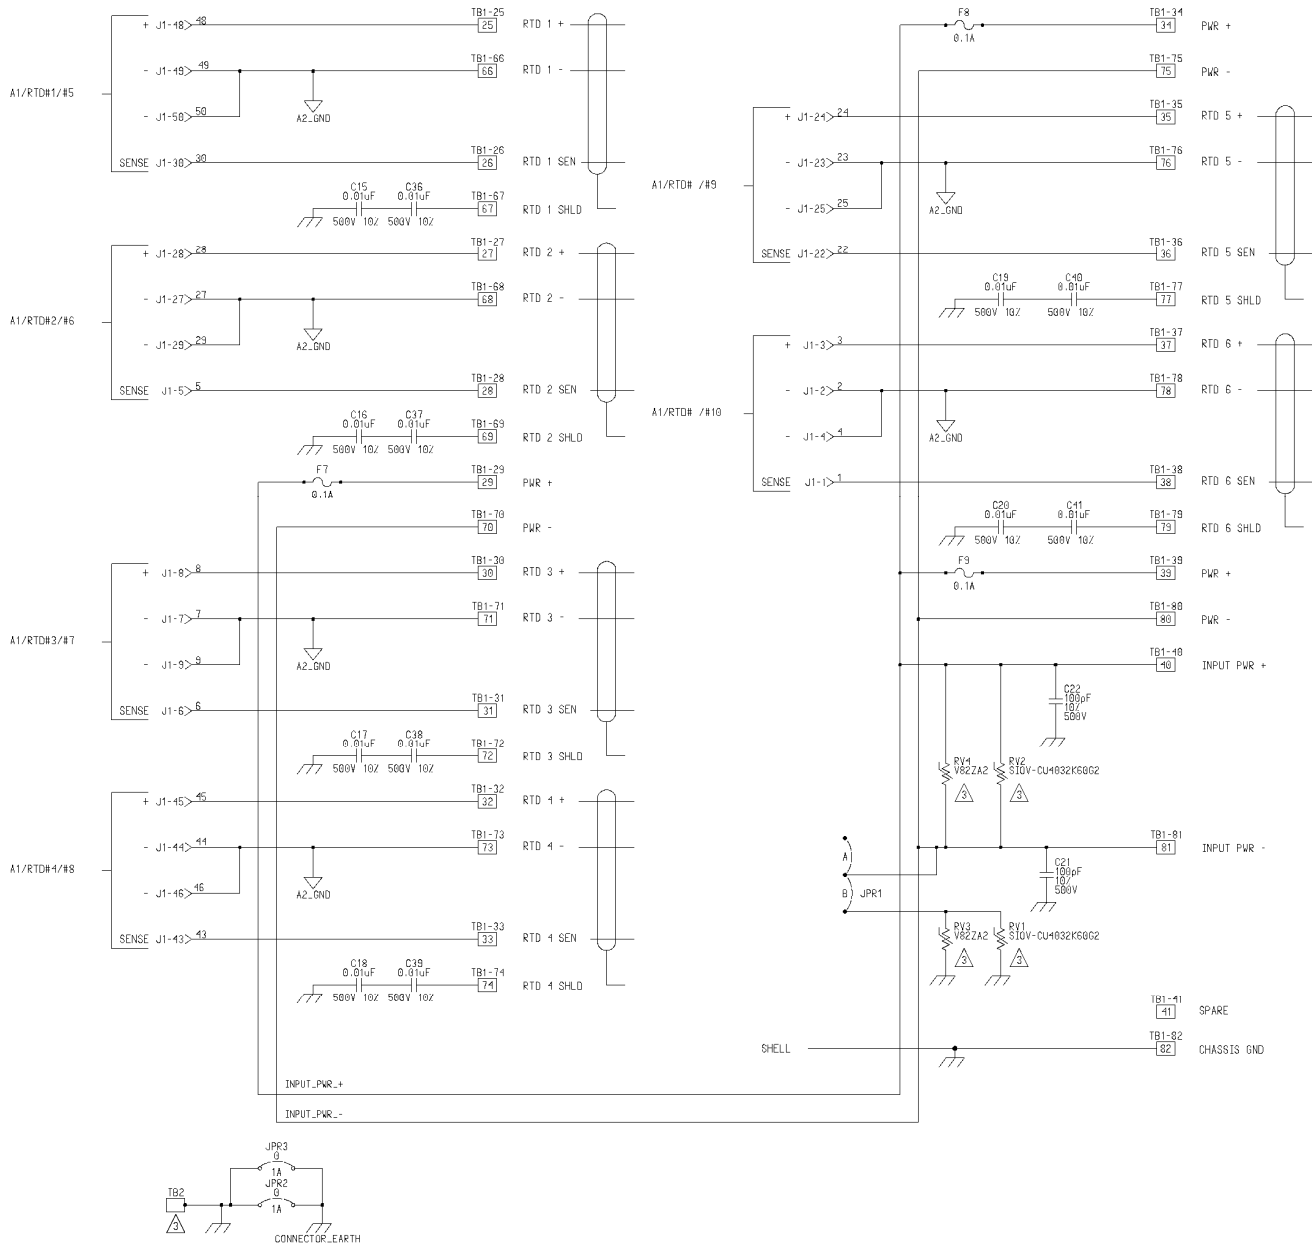 A1/RTD#1/#5
+ J1-48 48 TB1-25 25 RTD 1 +
- J1-49 49 TB1-66 66 RTD 1 -
- J1-50 50 A2_GND
SENSE J1-30 30 TB1-26 26 RTD 1 SEN
C15 0.01uF 500V 10% C36 0.01uF 500V 10% TB1-67 67 RTD 1 SHLD
A1/RTD#2/#6
+ J1-28 28 TB1-27 27 RTD 2 +
- J1-27 27 TB1-68 68 RTD 2 -
- J1-29 29 A2_GND
SENSE J1-5 5 TB1-28 28 RTD 2 SEN
C16 0.01uF 500V 10% C37 0.01uF 500V 10% TB1-69 69 RTD 2 SHLD
F7 0.1A TB1-29 29 PWR +
TB1-70 70 PWR -
A1/RTD#3/#7
+ J1-8 8 TB1-30 30 RTD 3 +
- J1-7 7 TB1-71 71 RTD 3 -
- J1-9 9 A2_GND
SENSE J1-6 6 TB1-31 31 RTD 3 SEN
C17 0.01uF 500V 10% C38 0.01uF 500V 10% TB1-72 72 RTD 3 SHLD
A1/RTD#4/#8
+ J1-45 45 TB1-32 32 RTD 4 +
- J1-44 44 TB1-73 73 RTD 4 -
- J1-46 46 A2_GND
SENSE J1-43 43 TB1-33 33 RTD 4 SEN
C18 0.01uF 500V 10% C39 0.01uF 500V 10% TB1-74 74 RTD 4 SHLD
INPUT_PWR_+
INPUT_PWR_-
JPR3
0
1A
JPR2
0
1A
TB2
3
CONNECTOR_EARTH
F8 0.1A TB1-34 34 PWR +
TB1-75 75 PWR -
A1/RTD# /#9
+ J1-24 24 TB1-35 35 RTD 5 +
- J1-23 23 TB1-76 76 RTD 5 -
- J1-25 25 A2_GND
SENSE J1-22 22 TB1-36 36 RTD 5 SEN
C19 0.01uF 500V 10% C40 0.01uF 500V 10% TB1-77 77 RTD 5 SHLD
A1/RTD# /#10
+ J1-3 3 TB1-37 37 RTD 6 +
- J1-2 2 TB1-78 78 RTD 6 -
- J1-4 4 A2_GND
SENSE J1-1 1 TB1-38 38 RTD 6 SEN
C20 0.01uF 500V 10% C41 0.01uF 500V 10% TB1-79 79 RTD 6 SHLD
F9 0.1A TB1-39 39 PWR +
TB1-80 80 PWR -
TB1-40 40 INPUT PWR +
C22
100pF
10%
500V
RV4 V82ZA2 3
RV2 SIOV-CU4032K60G2 3
TB1-81 81 INPUT PWR -
A
B JPR1
C21
100pF
10%
500V
RV3 V82ZA2 3
RV1 SIOV-CU4032K60G2 3
TB1-41 41 SPARE
SHELL TB1-82 82 CHASSIS GND